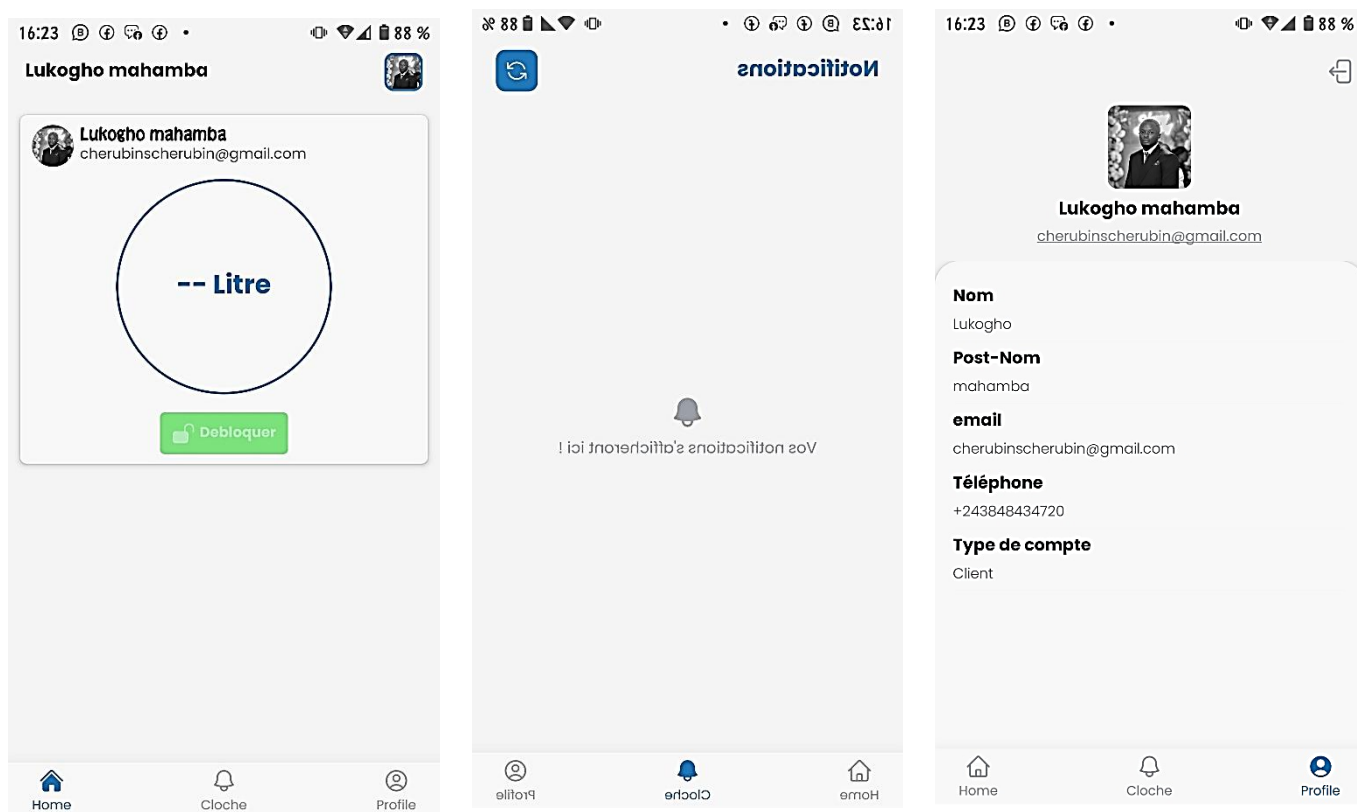 16:23 88 %
Lukogho mahamba
Lukogho mahamba
cherubinscherubin@gmail.com
-- Litre
Debloquer
Home Cloche Profile
16:23 88 %
Notifications
Vos notifications s'afficheront ici !
Home Cloche Profile
16:23 88 %
Lukogho mahamba
cherubinscherubin@gmail.com
Nom
Lukogho
Post-Nom
mahamba
email
cherubinscherubin@gmail.com
Téléphone
+243848434720
Type de compte
Client
Home Cloche Profile